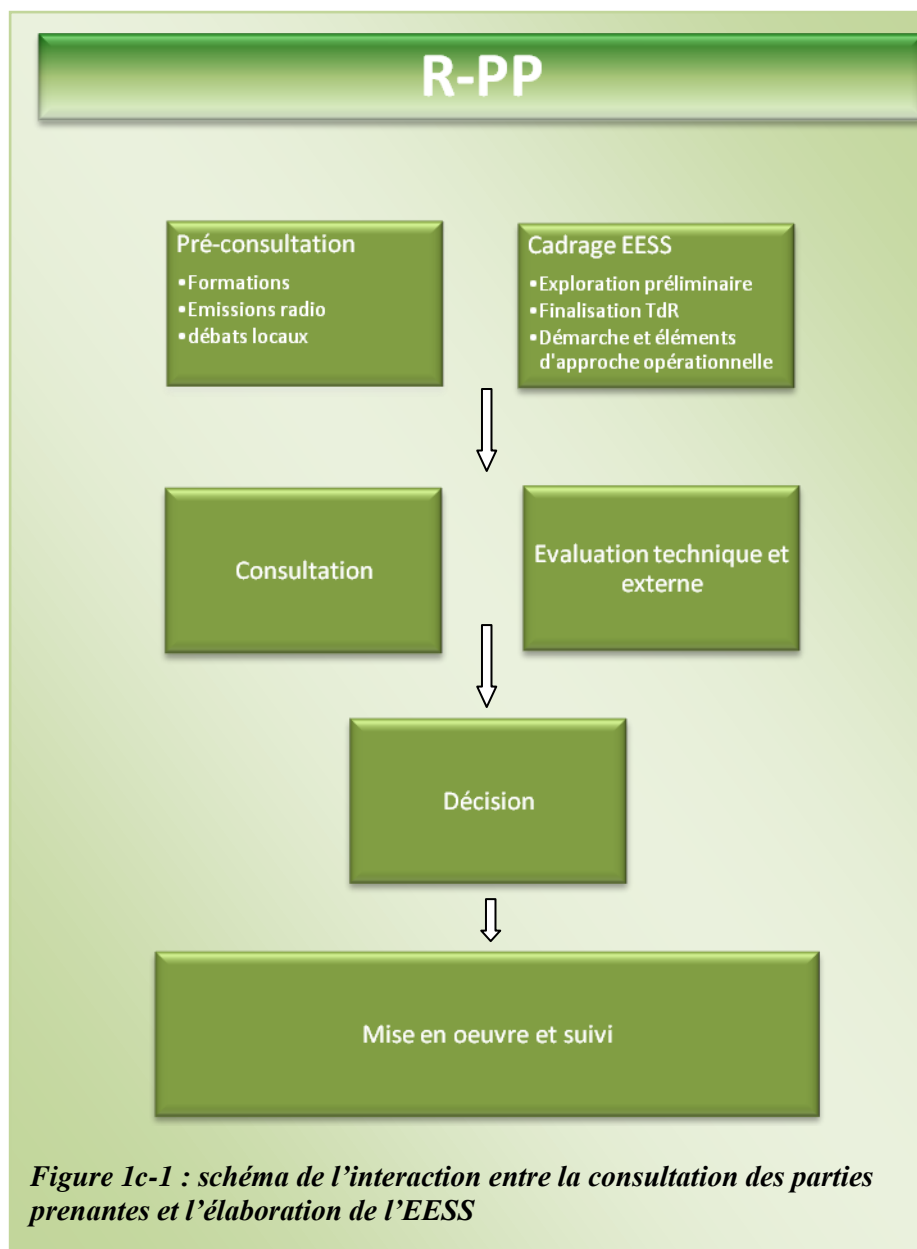 R-PP
Pré-consultation
•Formations
•Emissions radio
•débats locaux
Cadrage EESS
•Exploration préliminaire
•Finalisation TdR
•Démarche et éléments
d'approche opérationnelle
Consultation
Evaluation technique et
externe
Décision
Mise en oeuvre et suivi
Figure 1c-1 : schéma de l’interaction entre la consultation des parties
prenantes et l’élaboration de l’EESS